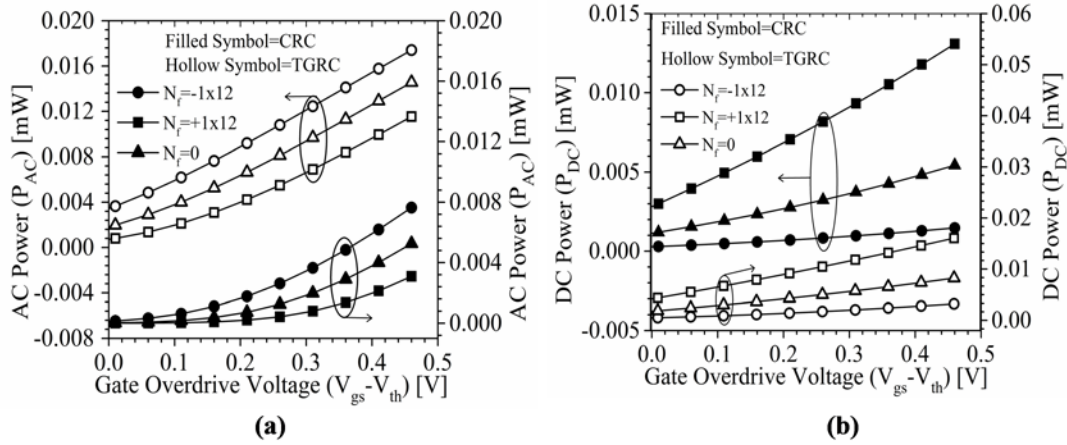 (a)
0.020
0.016
0.012
0.008
0.004
0.000
-0.004
-0.008
AC Power (P_AC) [mW]
Filled Symbol=CRC
Hollow Symbol=TGRC
N_f=-1x12
N_f=+1x12
N_f=0
0.020
0.016
0.012
0.008
0.004
0.000
AC Power (P_AC) [mW]
0.0 0.1 0.2 0.3 0.4 0.5
Gate Overdrive Voltage (V_gs-V_th) [V]
(a)
b)
0.015
0.010
0.005
0.000
-0.005
DC Power (P_DC) [mW]
Filled Symbol=CRC
Hollow Symbol=TGRC
N_f=-1x12
N_f=+1x12
N_f=0
0.06
0.05
0.04
0.03
0.02
0.01
0.00
DC Power (P_DC) [mW]
0.0 0.1 0.2 0.3 0.4 0.5
Gate Overdrive Voltage (V_gs-V_th) [V]
(b)